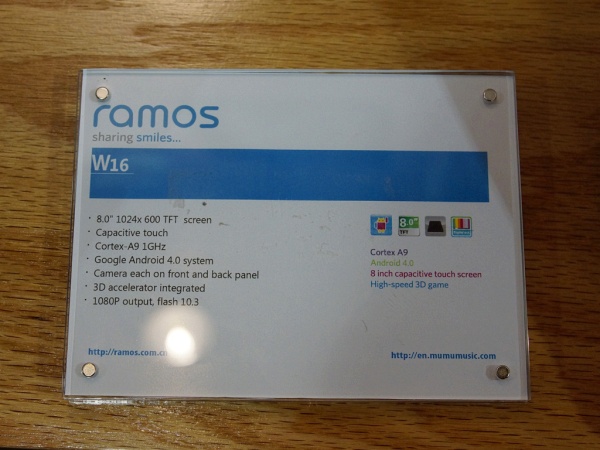 ramos
sharing smiles...
W16
· 8.0" 1024x 600 TFT screen
· Capacitive touch
· Cortex-A9 1GHz
· Google Android 4.0 system
· Camera each on front and back panel
· 3D accelerator integrated
· 1080P output, flash 10.3
8.0"
TFT
Cortex A9
Android 4.0
8 inch capacitive touch screen
High-speed 3D game
http://ramos.com.cn
http://en.mumumusic.com